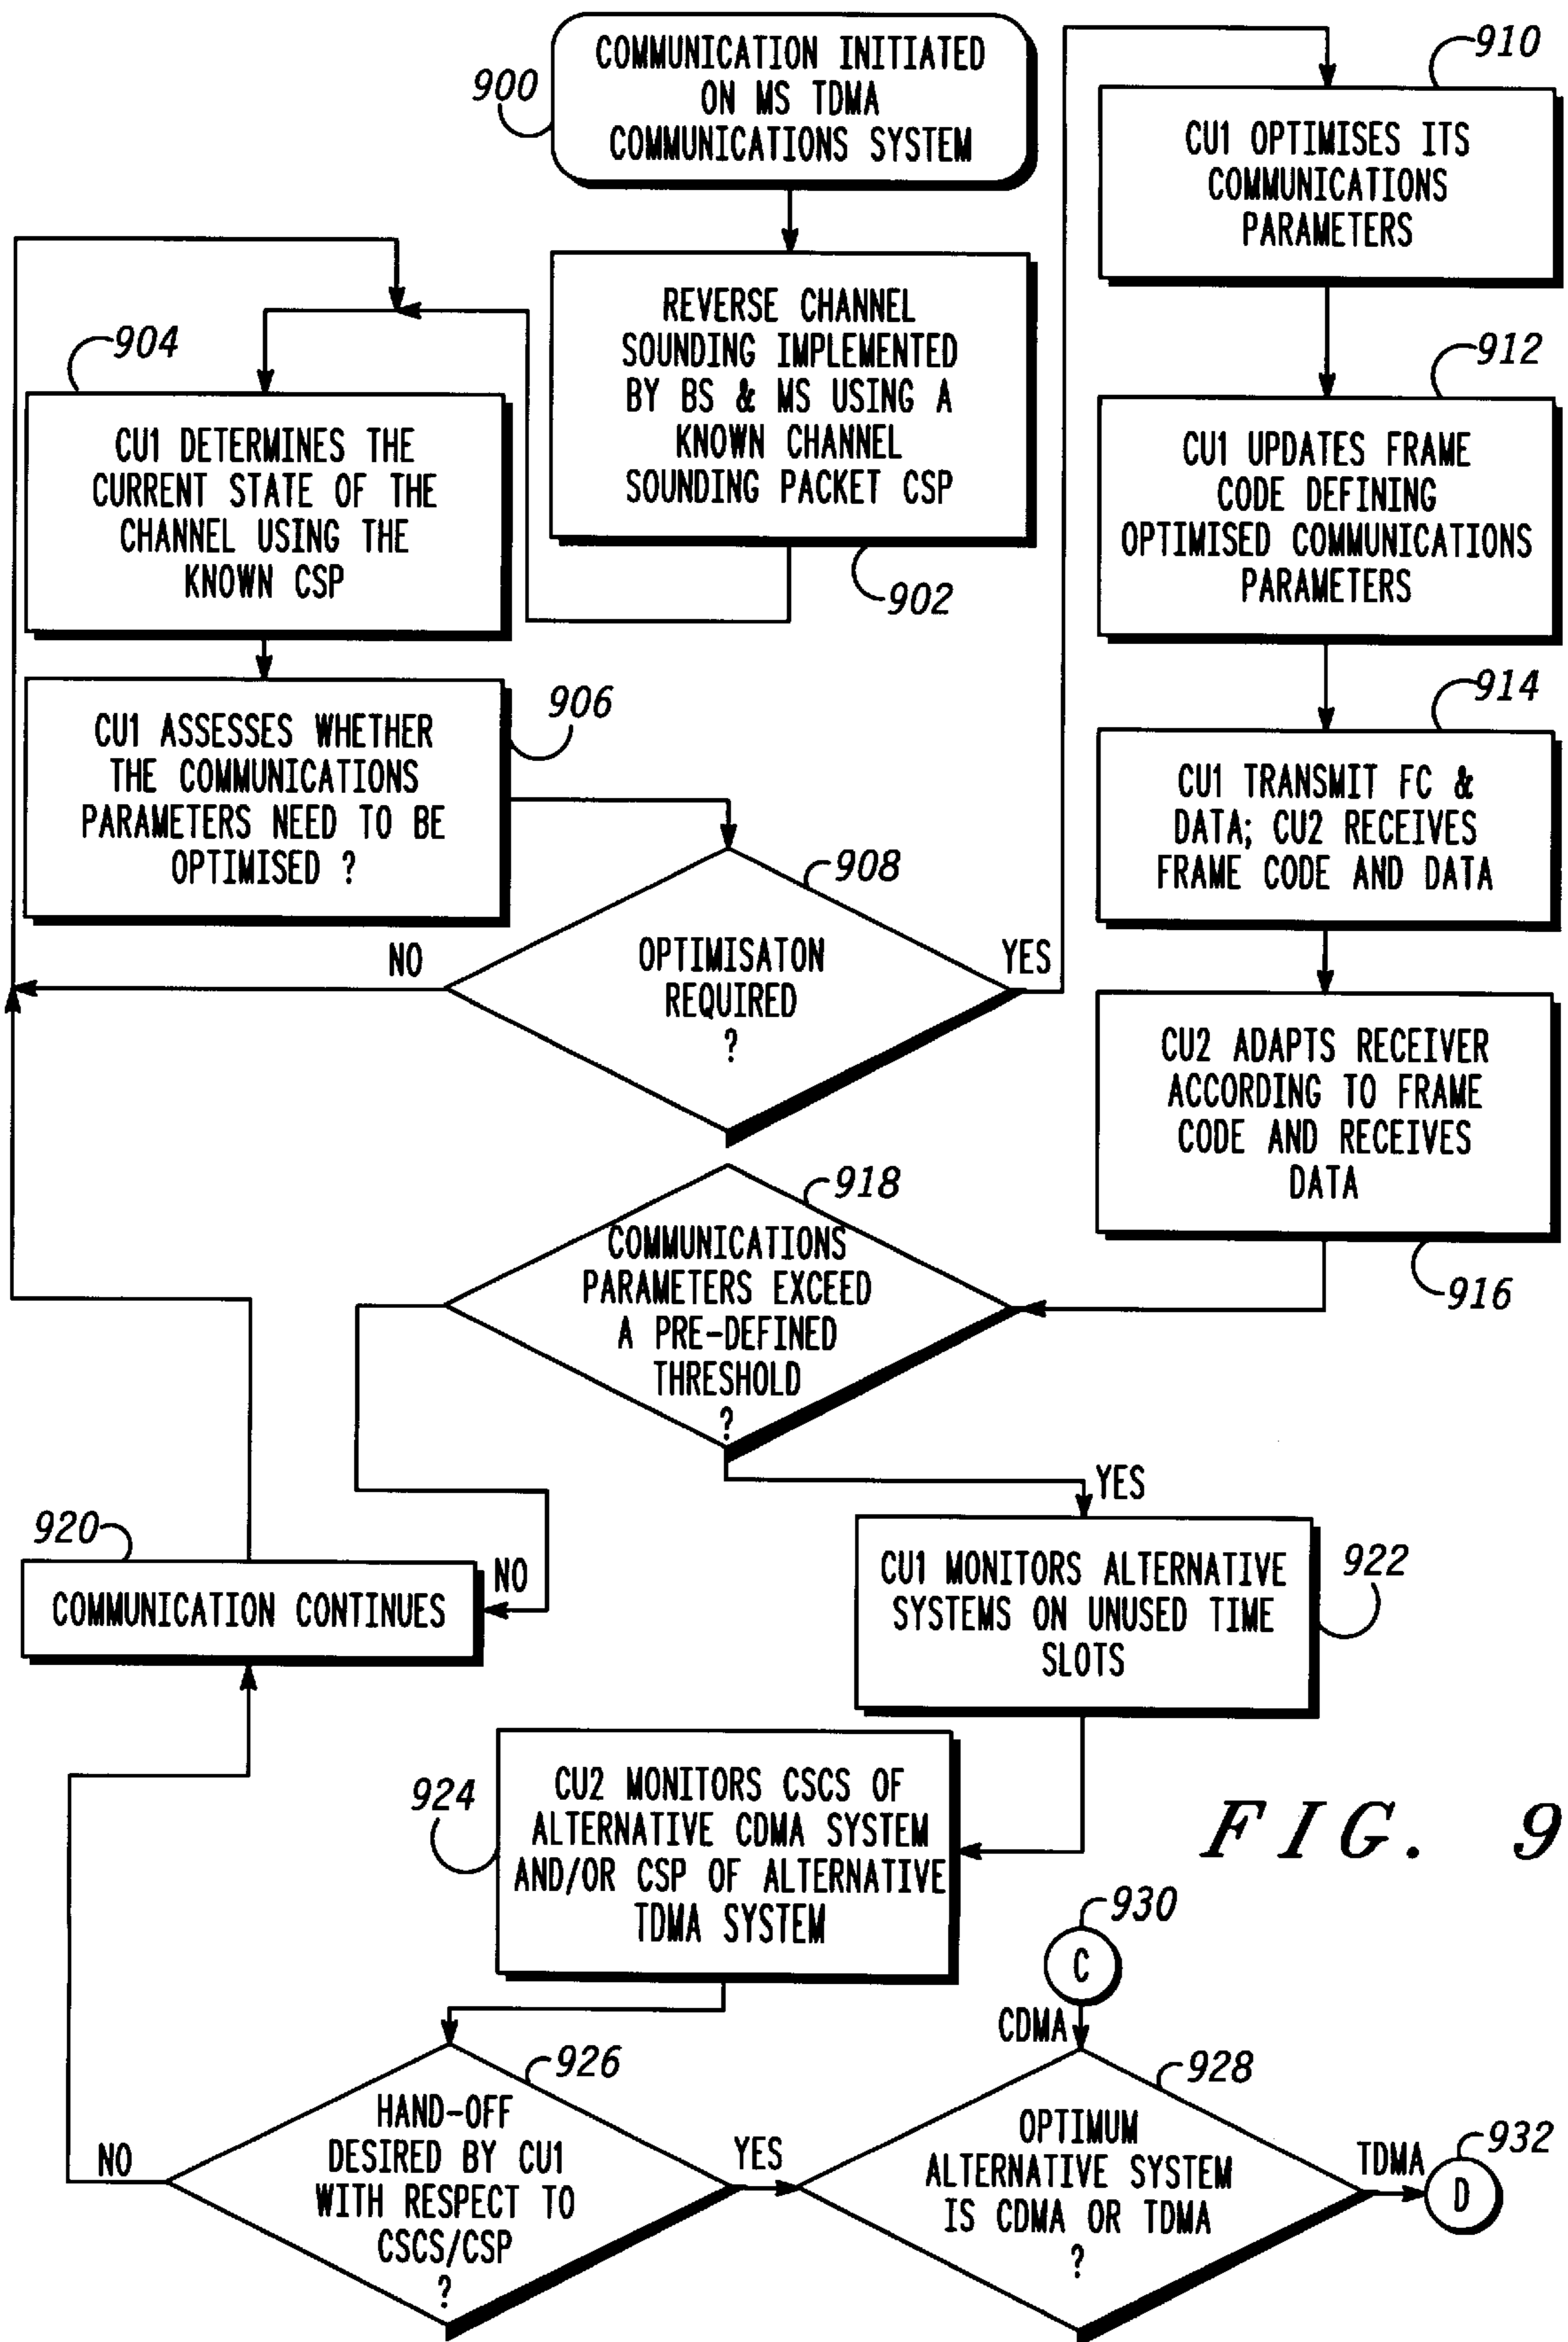 900
COMMUNICATION INITIATED
ON MS TDMA
COMMUNICATIONS SYSTEM
REVERSE CHANNEL
SOUNDING IMPLEMENTED
BY BS & MS USING A
KNOWN CHANNEL
SOUNDING PACKET CSP
902
904
CU1 DETERMINES THE
CURRENT STATE OF THE
CHANNEL USING THE
KNOWN CSP
CU1 ASSESSES WHETHER
THE COMMUNICATIONS
PARAMETERS NEED TO BE
OPTIMISED ?
906
908
OPTIMISATON
REQUIRED
?
NO
YES
910
CU1 OPTIMISES ITS
COMMUNICATIONS
PARAMETERS
912
CU1 UPDATES FRAME
CODE DEFINING
OPTIMISED COMMUNICATIONS
PARAMETERS
914
CU1 TRANSMIT FC &
DATA; CU2 RECEIVES
FRAME CODE AND DATA
CU2 ADAPTS RECEIVER
ACCORDING TO FRAME
CODE AND RECEIVES
DATA
916
918
COMMUNICATIONS
PARAMETERS EXCEED
A PRE-DEFINED
THRESHOLD
?
YES
NO
920
COMMUNICATION CONTINUES
CU1 MONITORS ALTERNATIVE
SYSTEMS ON UNUSED TIME
SLOTS
922
924
CU2 MONITORS CSCS OF
ALTERNATIVE CDMA SYSTEM
AND/OR CSP OF ALTERNATIVE
TDMA SYSTEM
FIG. 9
926
HAND-OFF
DESIRED BY CU1
WITH RESPECT TO
CSCS/CSP
?
NO
YES
930
C
CDMA
928
OPTIMUM
ALTERNATIVE SYSTEM
IS CDMA OR TDMA
?
TDMA
932
D